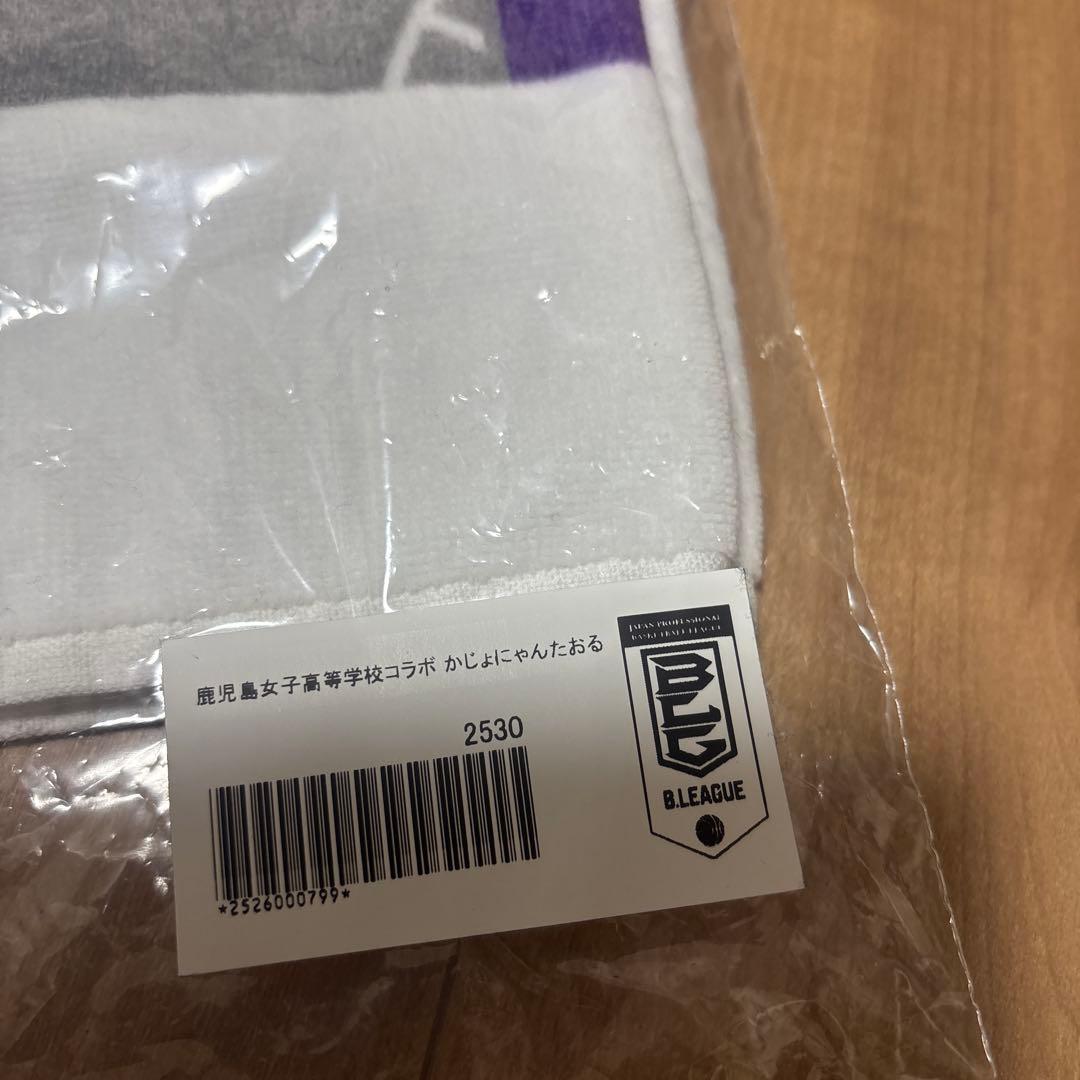 鹿児島女子高等学校コラボ かじょにゃんたおる
2530
*2526000799*
JAPAN PROFESSIONAL
BASKETBALL LEAGUE
BLG
B.LEAGUE